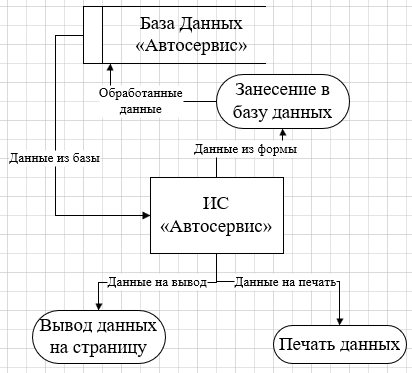 База Данных
«Автосервис»
Обработанные
данные
Занесение в
базу данных
Данные из базы
Данные из формы
ИС
«Автосервис»
Данные на вывод
Данные на печать
Вывод данных
на страницу
Печать данных